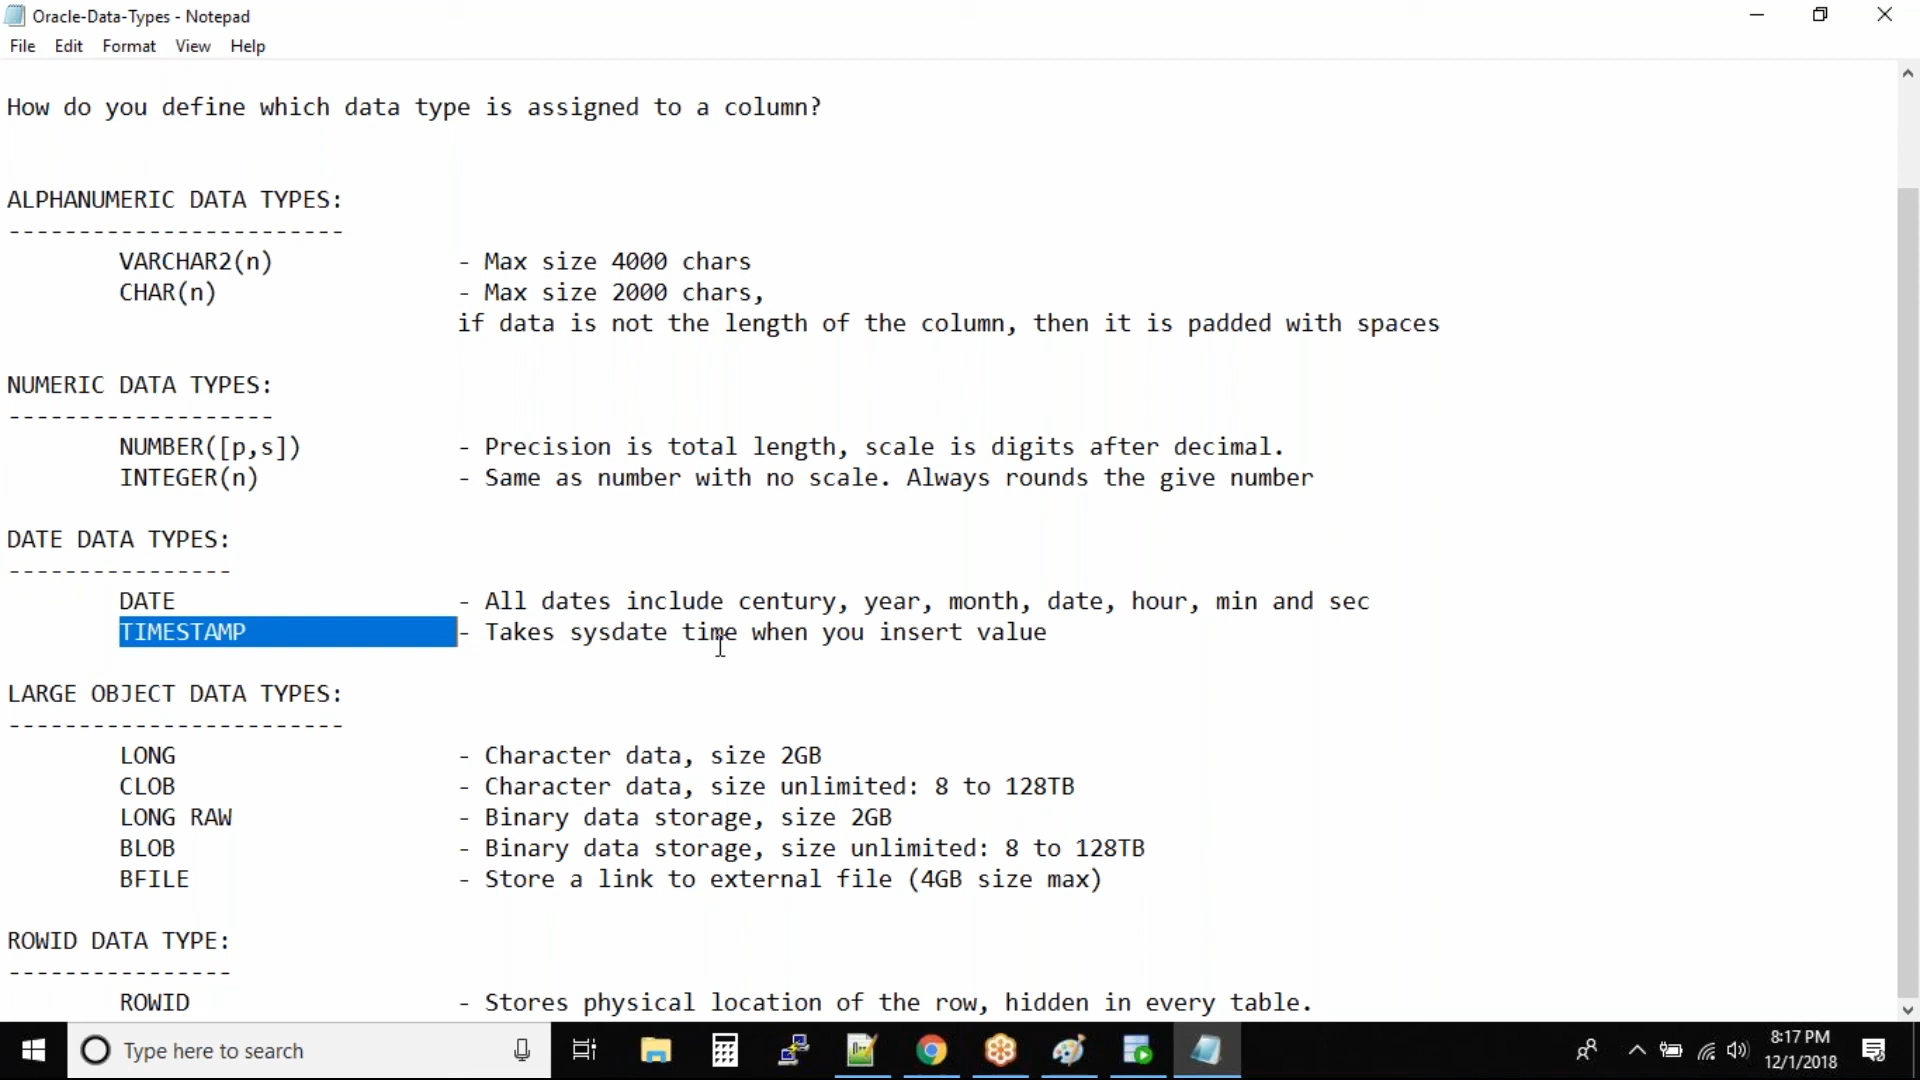 Oracle-Data-Types - Notepad
File Edit Format View Help
How do you define which data type is assigned to a column?
ALPHANUMERIC DATA TYPES:
------------------------
VARCHAR2(n) - Max size 4000 chars
CHAR(n) - Max size 2000 chars,
if data is not the length of the column, then it is padded with spaces
NUMERIC DATA TYPES:
-------------------
NUMBER([p,s]) - Precision is total length, scale is digits after decimal.
INTEGER(n) - Same as number with no scale. Always rounds the give number
DATE DATA TYPES:
----------------
DATE - All dates include century, year, month, date, hour, min and sec
TIMESTAMP - Takes sysdate time when you insert value
LARGE OBJECT DATA TYPES:
------------------------
LONG - Character data, size 2GB
CLOB - Character data, size unlimited: 8 to 128TB
LONG RAW - Binary data storage, size 2GB
BLOB - Binary data storage, size unlimited: 8 to 128TB
BFILE - Store a link to external file (4GB size max)
ROWID DATA TYPE:
----------------
ROWID - Stores physical location of the row, hidden in every table.
Type here to search
8:17 PM
12/1/2018